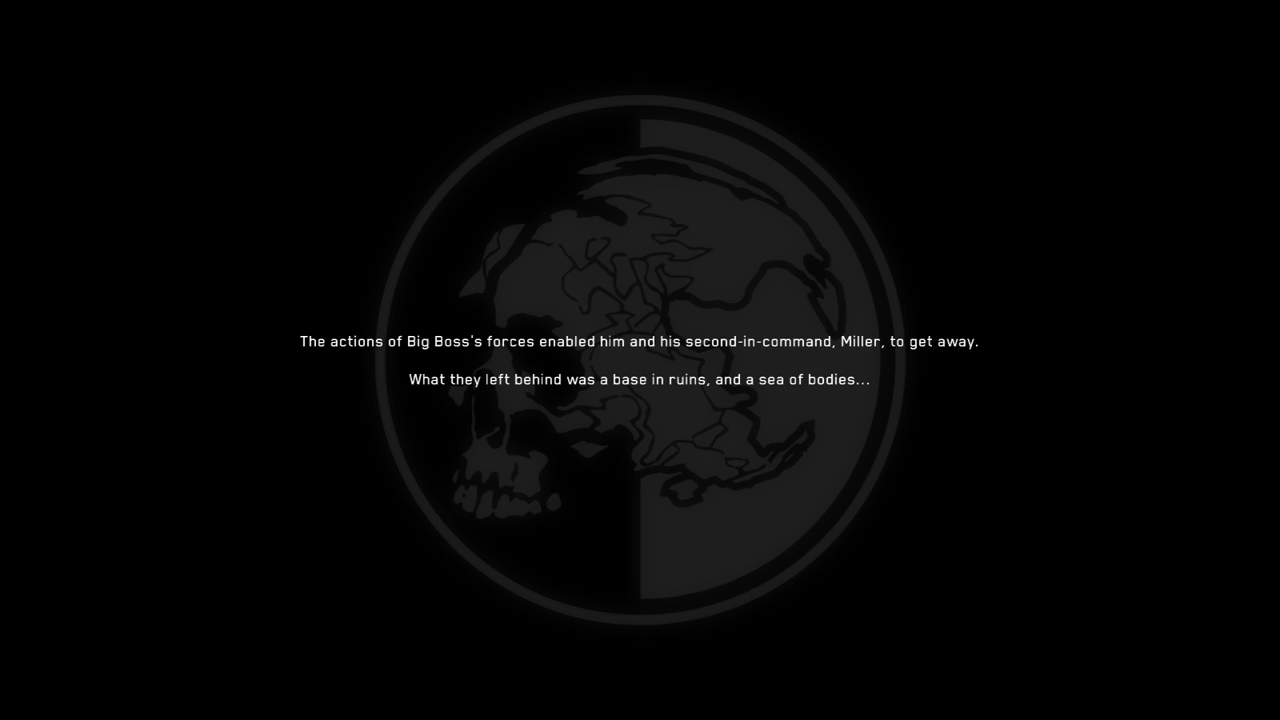 The actions of Big Boss's forces enabled him and his second-in-command, Miller, to get away.
What they left behind was a base in ruins, and a sea of bodies...